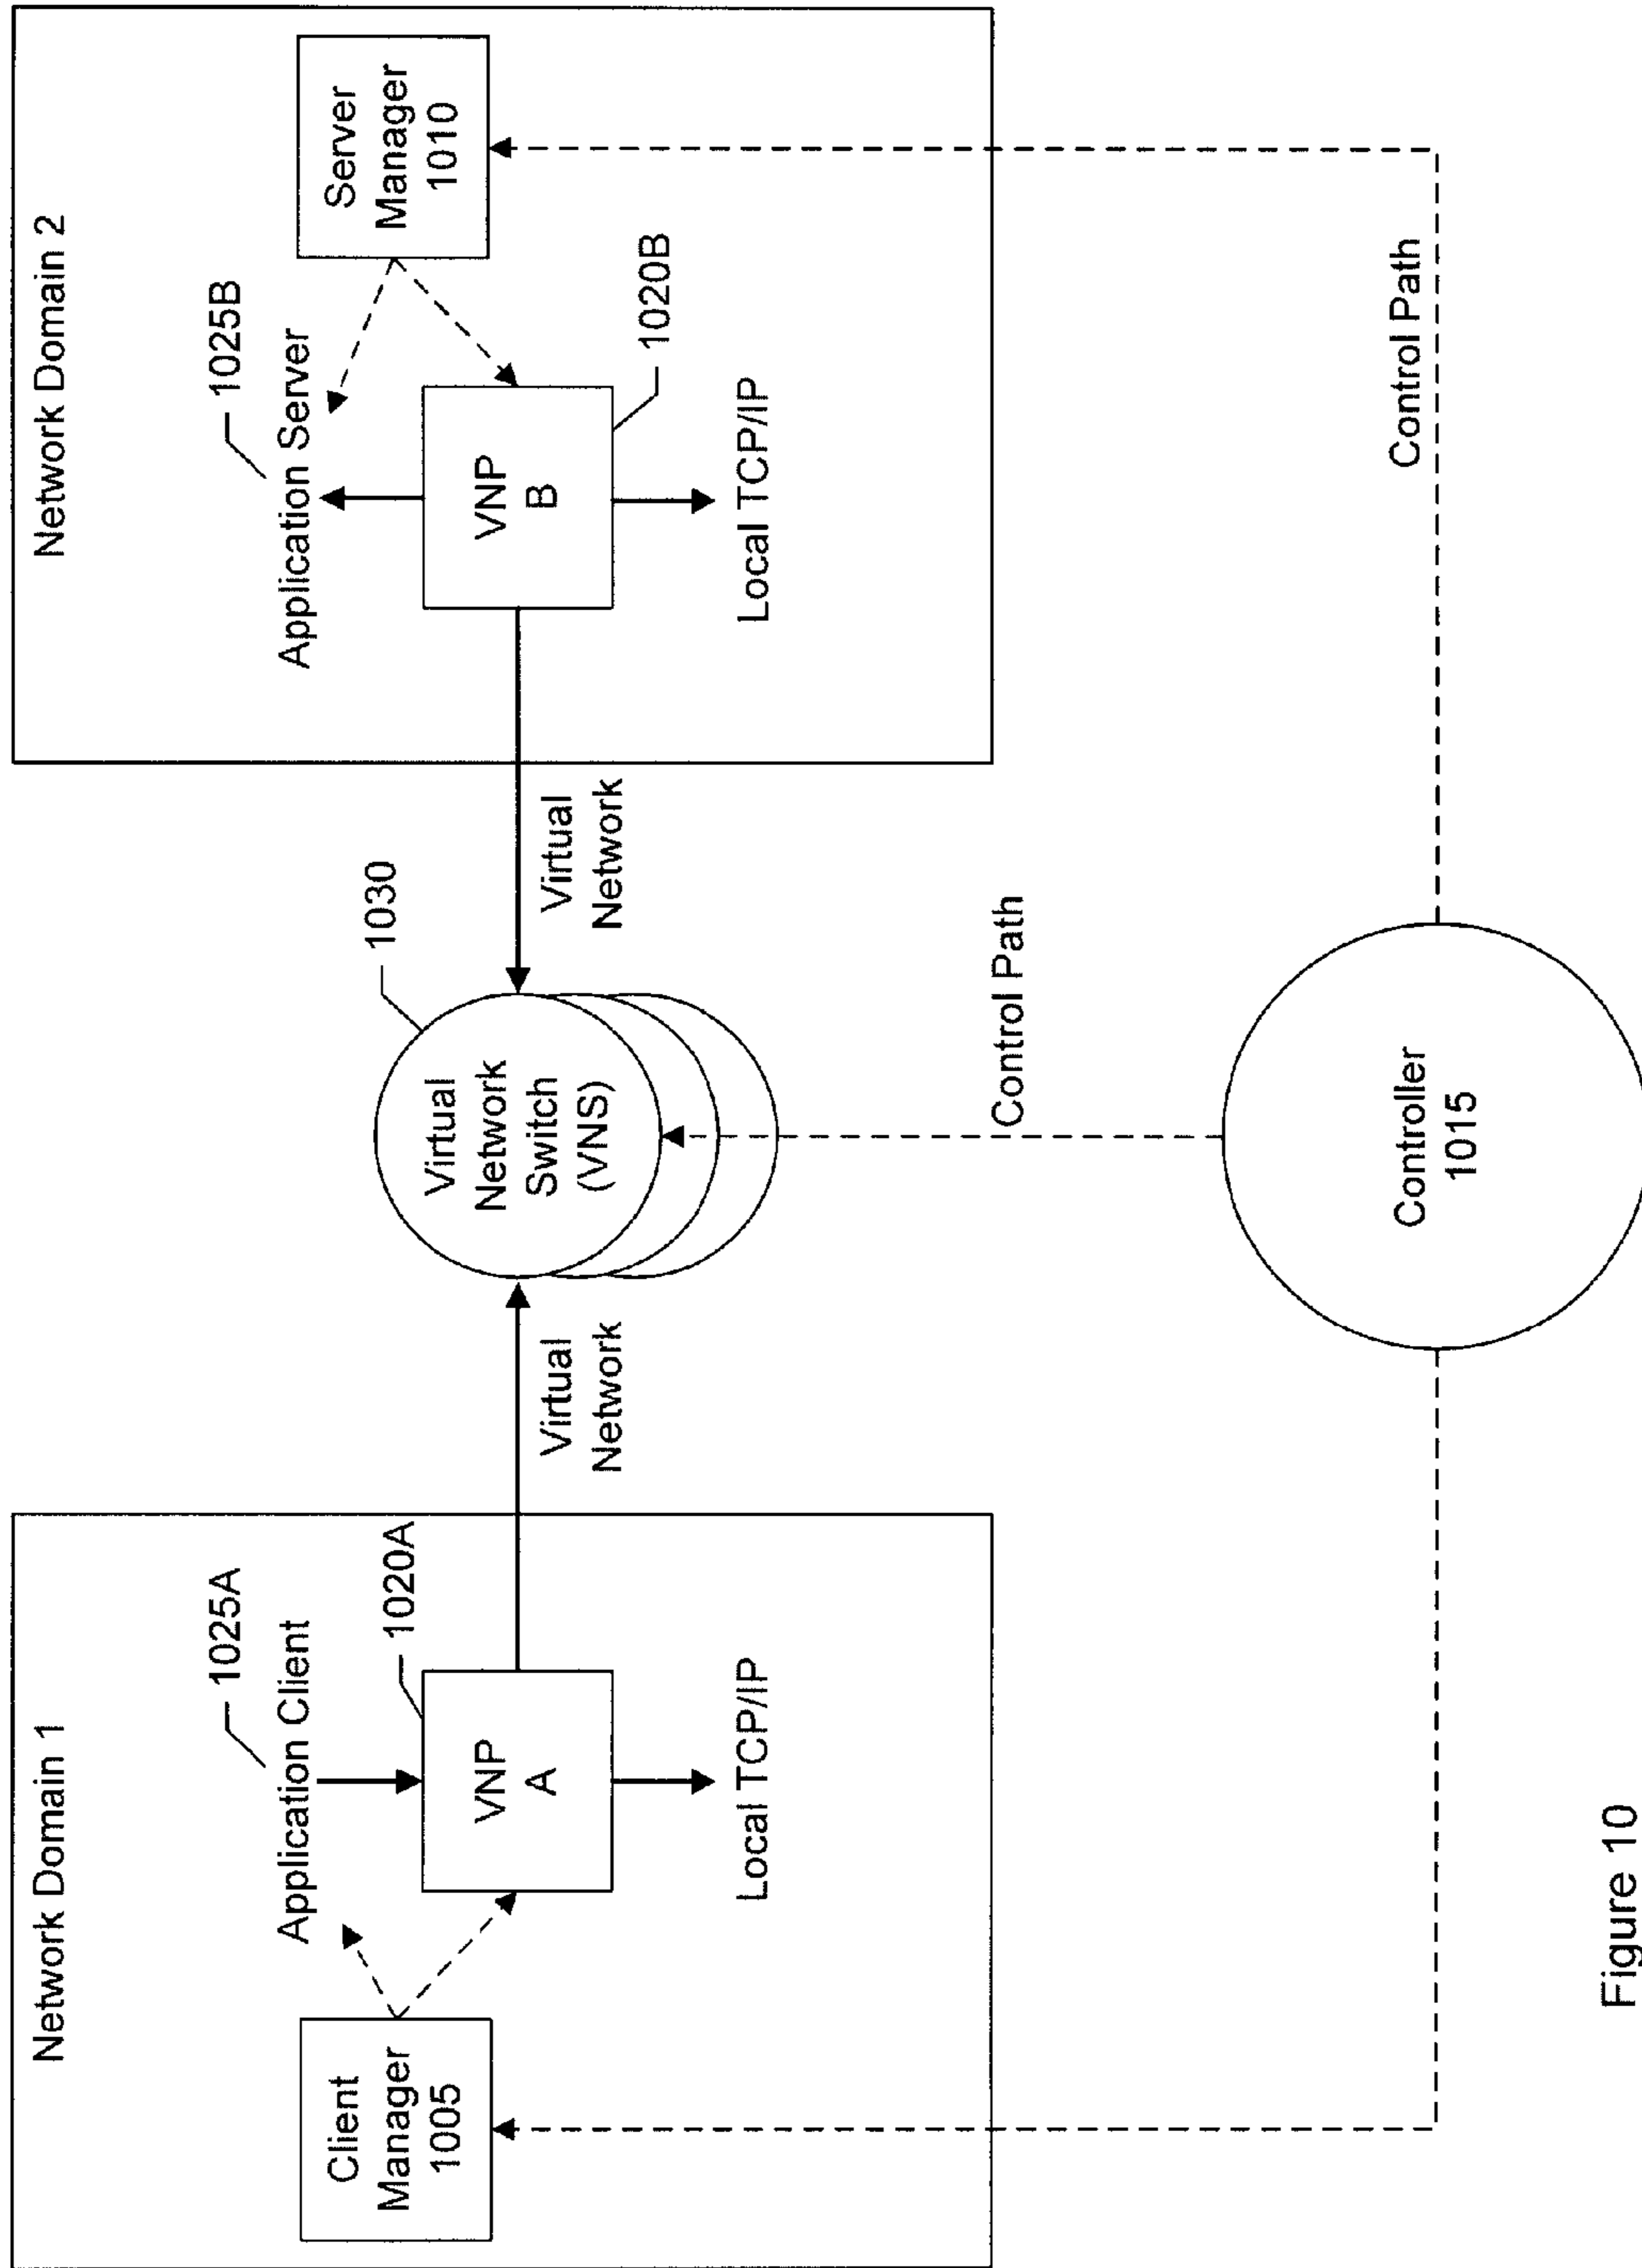 Network Domain 1
1025A
Application Client
1020A
Client
Manager
1005
VNP
A
Local TCP/IP
Virtual
Network
1030
Virtual
Network
Switch
(VNS)
Virtual
Network
Network Domain 2
1025B
Application Server
Server
Manager
1010
VNP
B
1020B
Local TCP/IP
Control Path
Control Path
Controller
1015
Figure 10